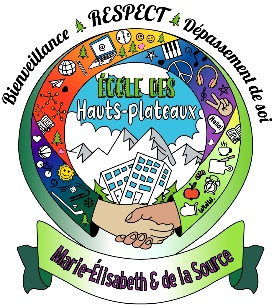 Bienveillance RESPECT Dépassement de soi
ÉCOLE DES
Hauts-plateaux
Marie-Élisabeth & de la Source